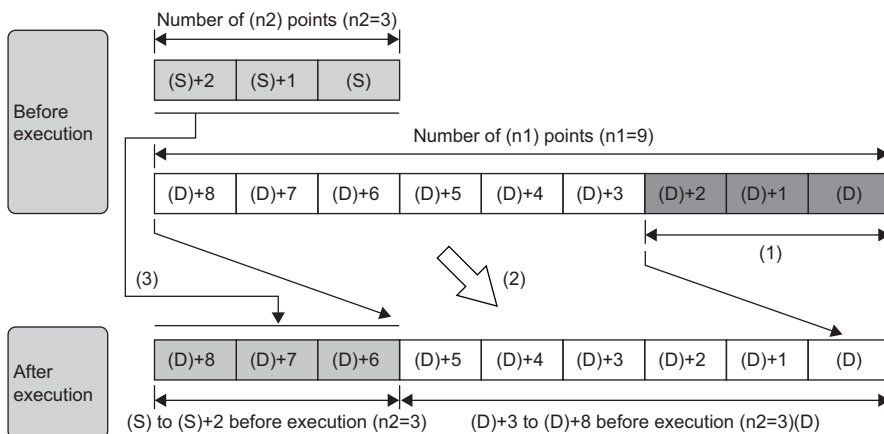 Number of (n2) points (n2=3)
(S)+2 (S)+1 (S)
Before
execution
Number of (n1) points (n1=9)
(D)+8 (D)+7 (D)+6 (D)+5 (D)+4 (D)+3 (D)+2 (D)+1 (D)
(1)
(2)
(3)
After
execution
(D)+8 (D)+7 (D)+6 (D)+5 (D)+4 (D)+3 (D)+2 (D)+1 (D)
(S) to (S)+2 before execution (n2=3) (D)+3 to (D)+8 before execution (n2=3)(D)